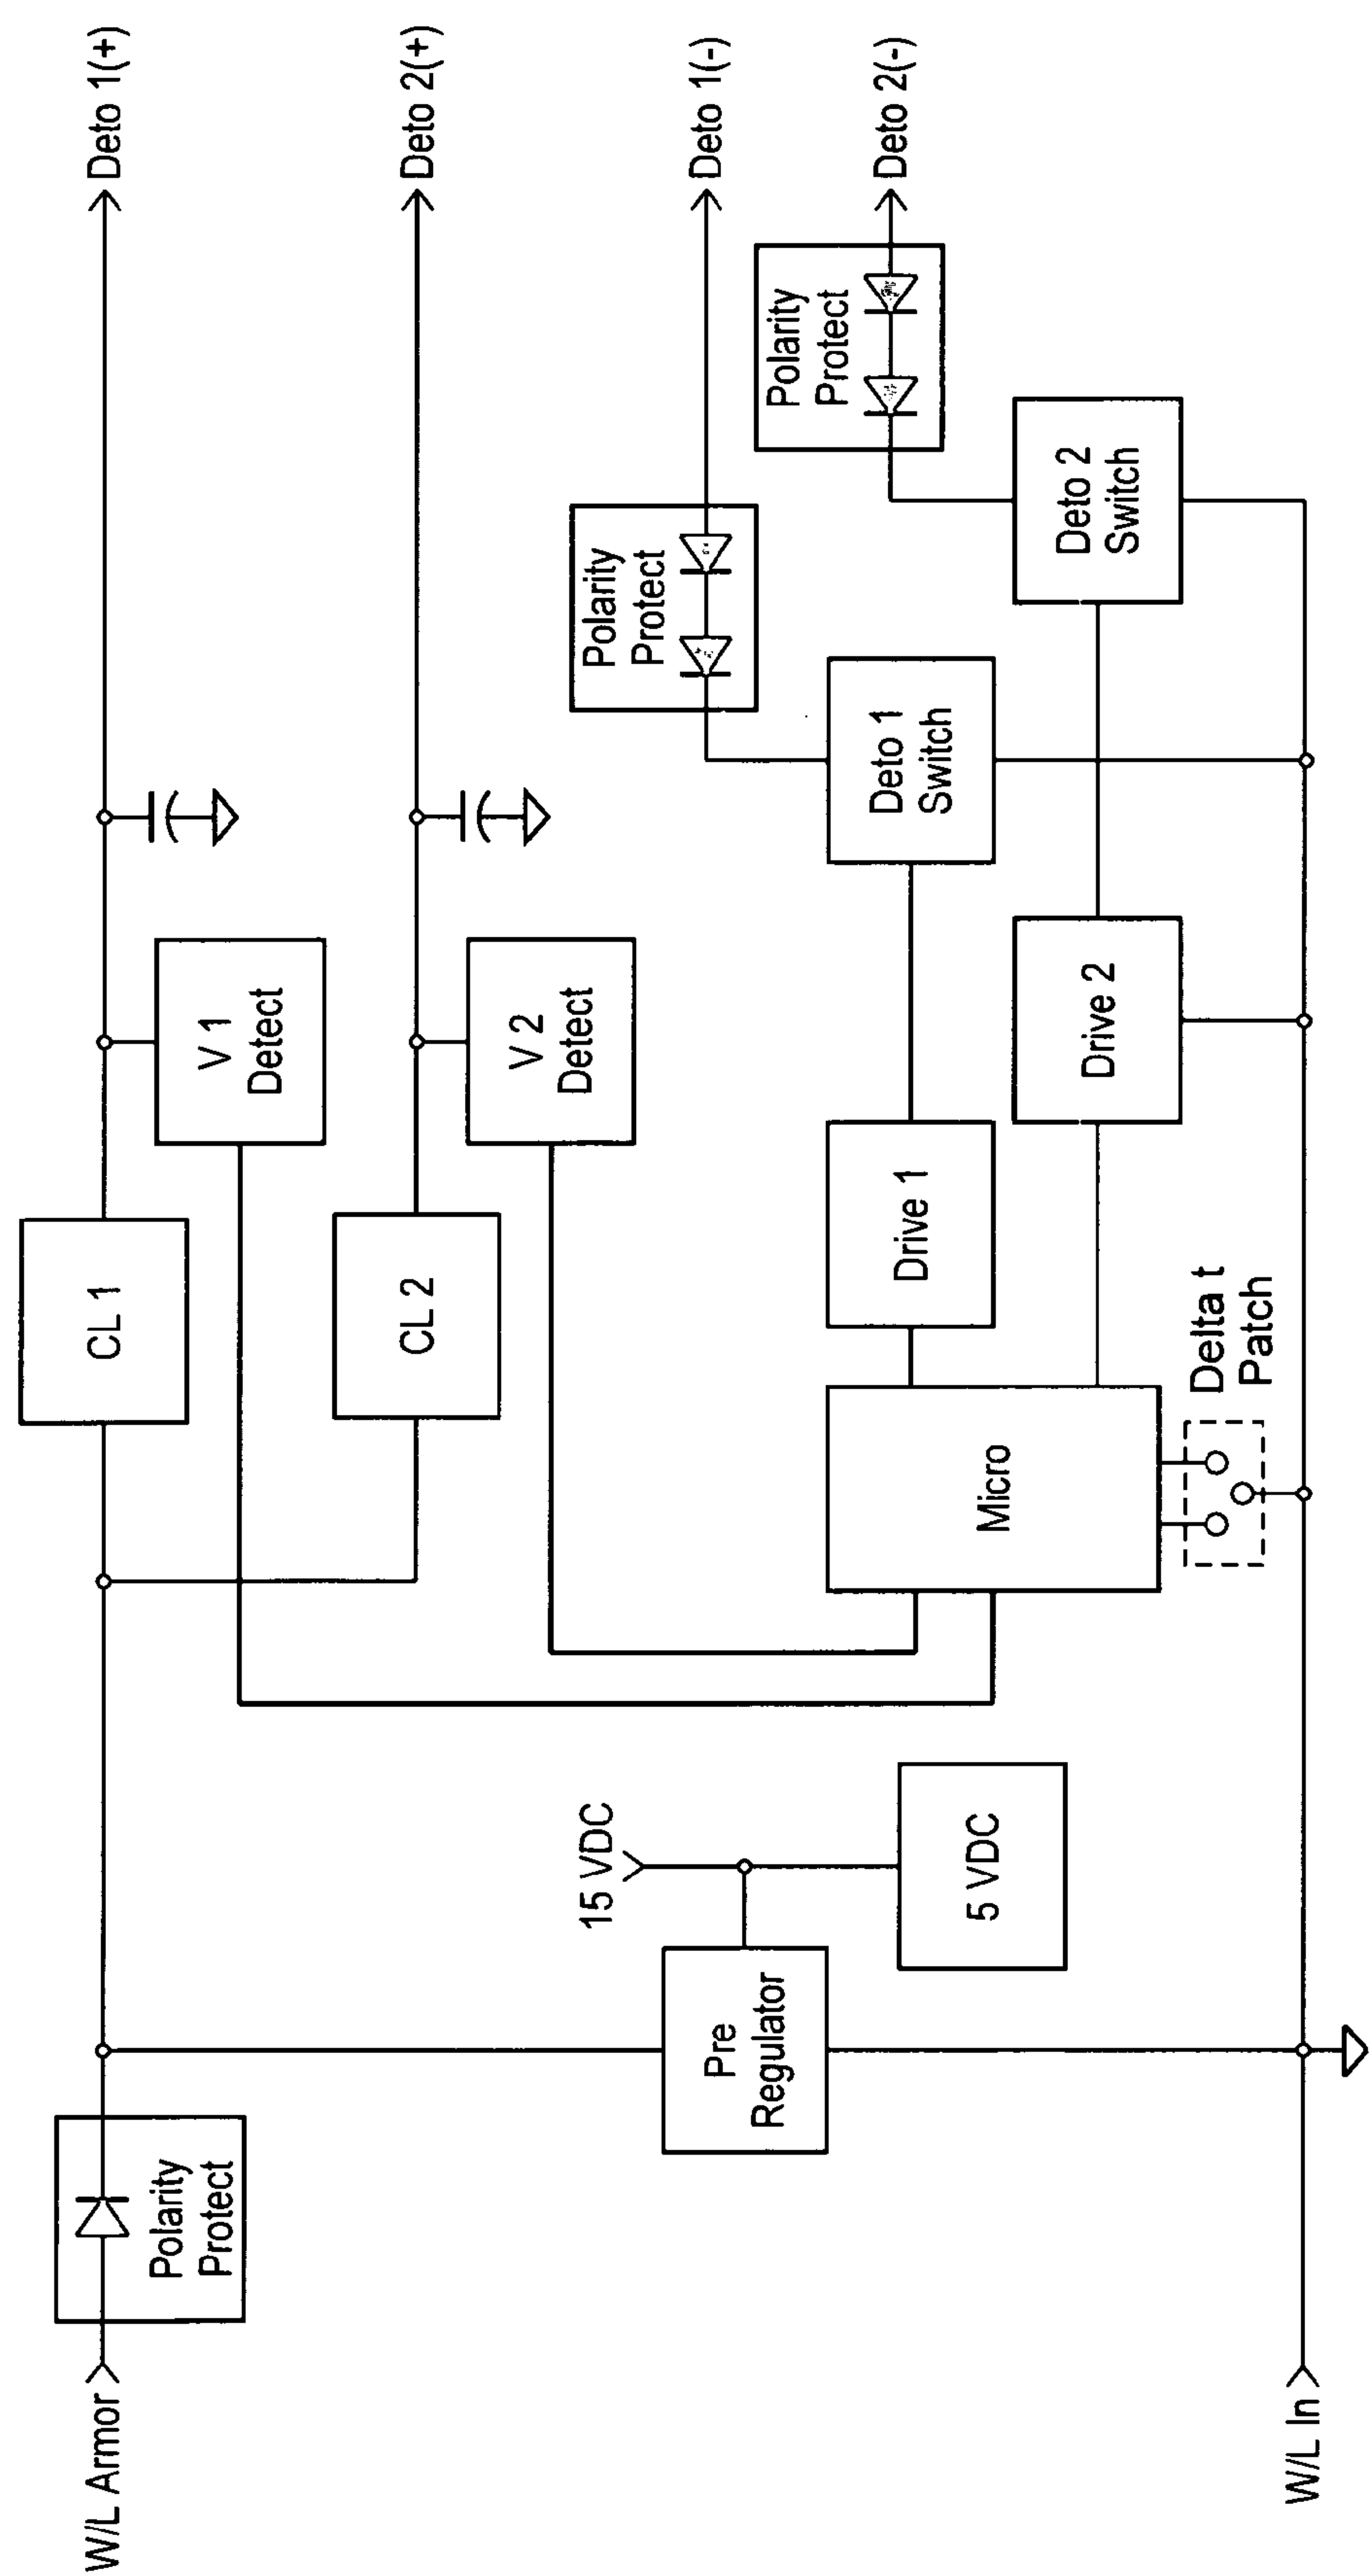 W/L Armor
Polarity
Protect
CL 1
V 1
Detect
Deto 1(+)
CL 2
V 2
Detect
Deto 2(+)
15 VDC
Pre
Regulator
5 VDC
Polarity
Protect
Deto 1(-)
Polarity
Protect
Deto 2(-)
Micro
Drive 1
Deto 1
Switch
Drive 2
Deto 2
Switch
Delta t
Patch
W/L In